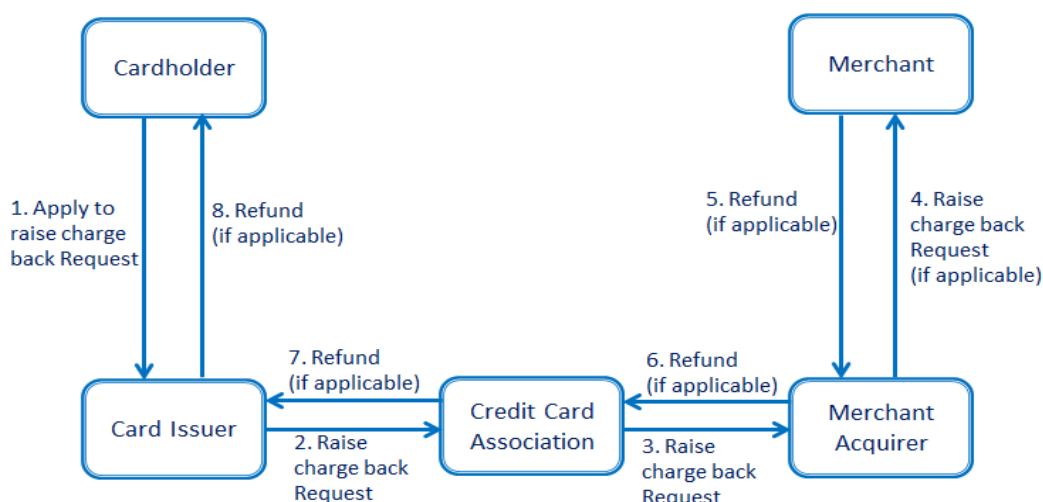 Cardholder
Merchant
1. Apply to
raise charge
back Request
8. Refund
(if applicable)
5. Refund
(if applicable)
4. Raise
charge back
Request
(if applicable)
7. Refund
(if applicable)
6. Refund
(if applicable)
Card Issuer
Credit Card
Association
Merchant
Acquirer
2. Raise
charge back
Request
3. Raise
charge back
Request